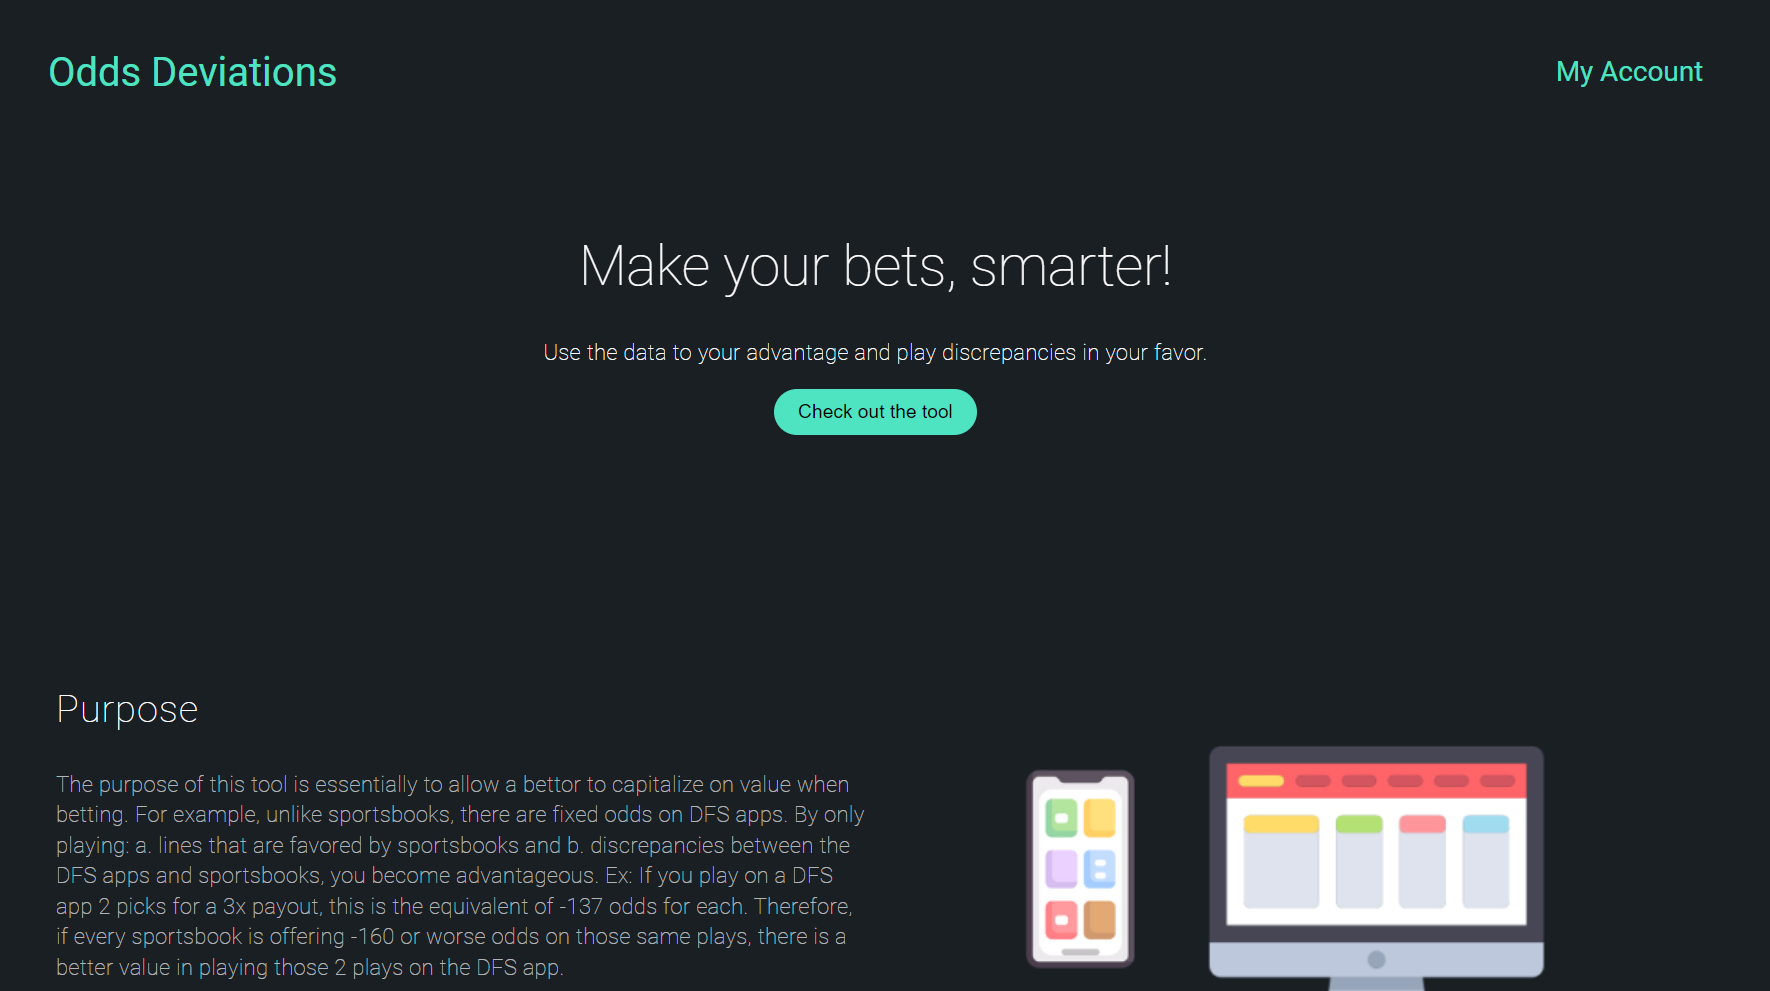 Odds Deviations
My Account
Make your bets, smarter!
Use the data to your advantage and play discrepancies in your favor.
Check out the tool
Purpose
The purpose of this tool is essentially to allow a bettor to capitalize on value when
betting. For example, unlike sportsbooks, there are fixed odds on DFS apps. By only
playing: a. lines that are favored by sportsbooks and b. discrepancies between the
DFS apps and sportsbooks, you become advantageous. Ex: If you play on a DFS
app 2 picks for a 3x payout, this is the equivalent of -137 odds for each. Therefore,
if every sportsbook is offering -160 or worse odds on those same plays, there is a
better value in playing those 2 plays on the DFS app.